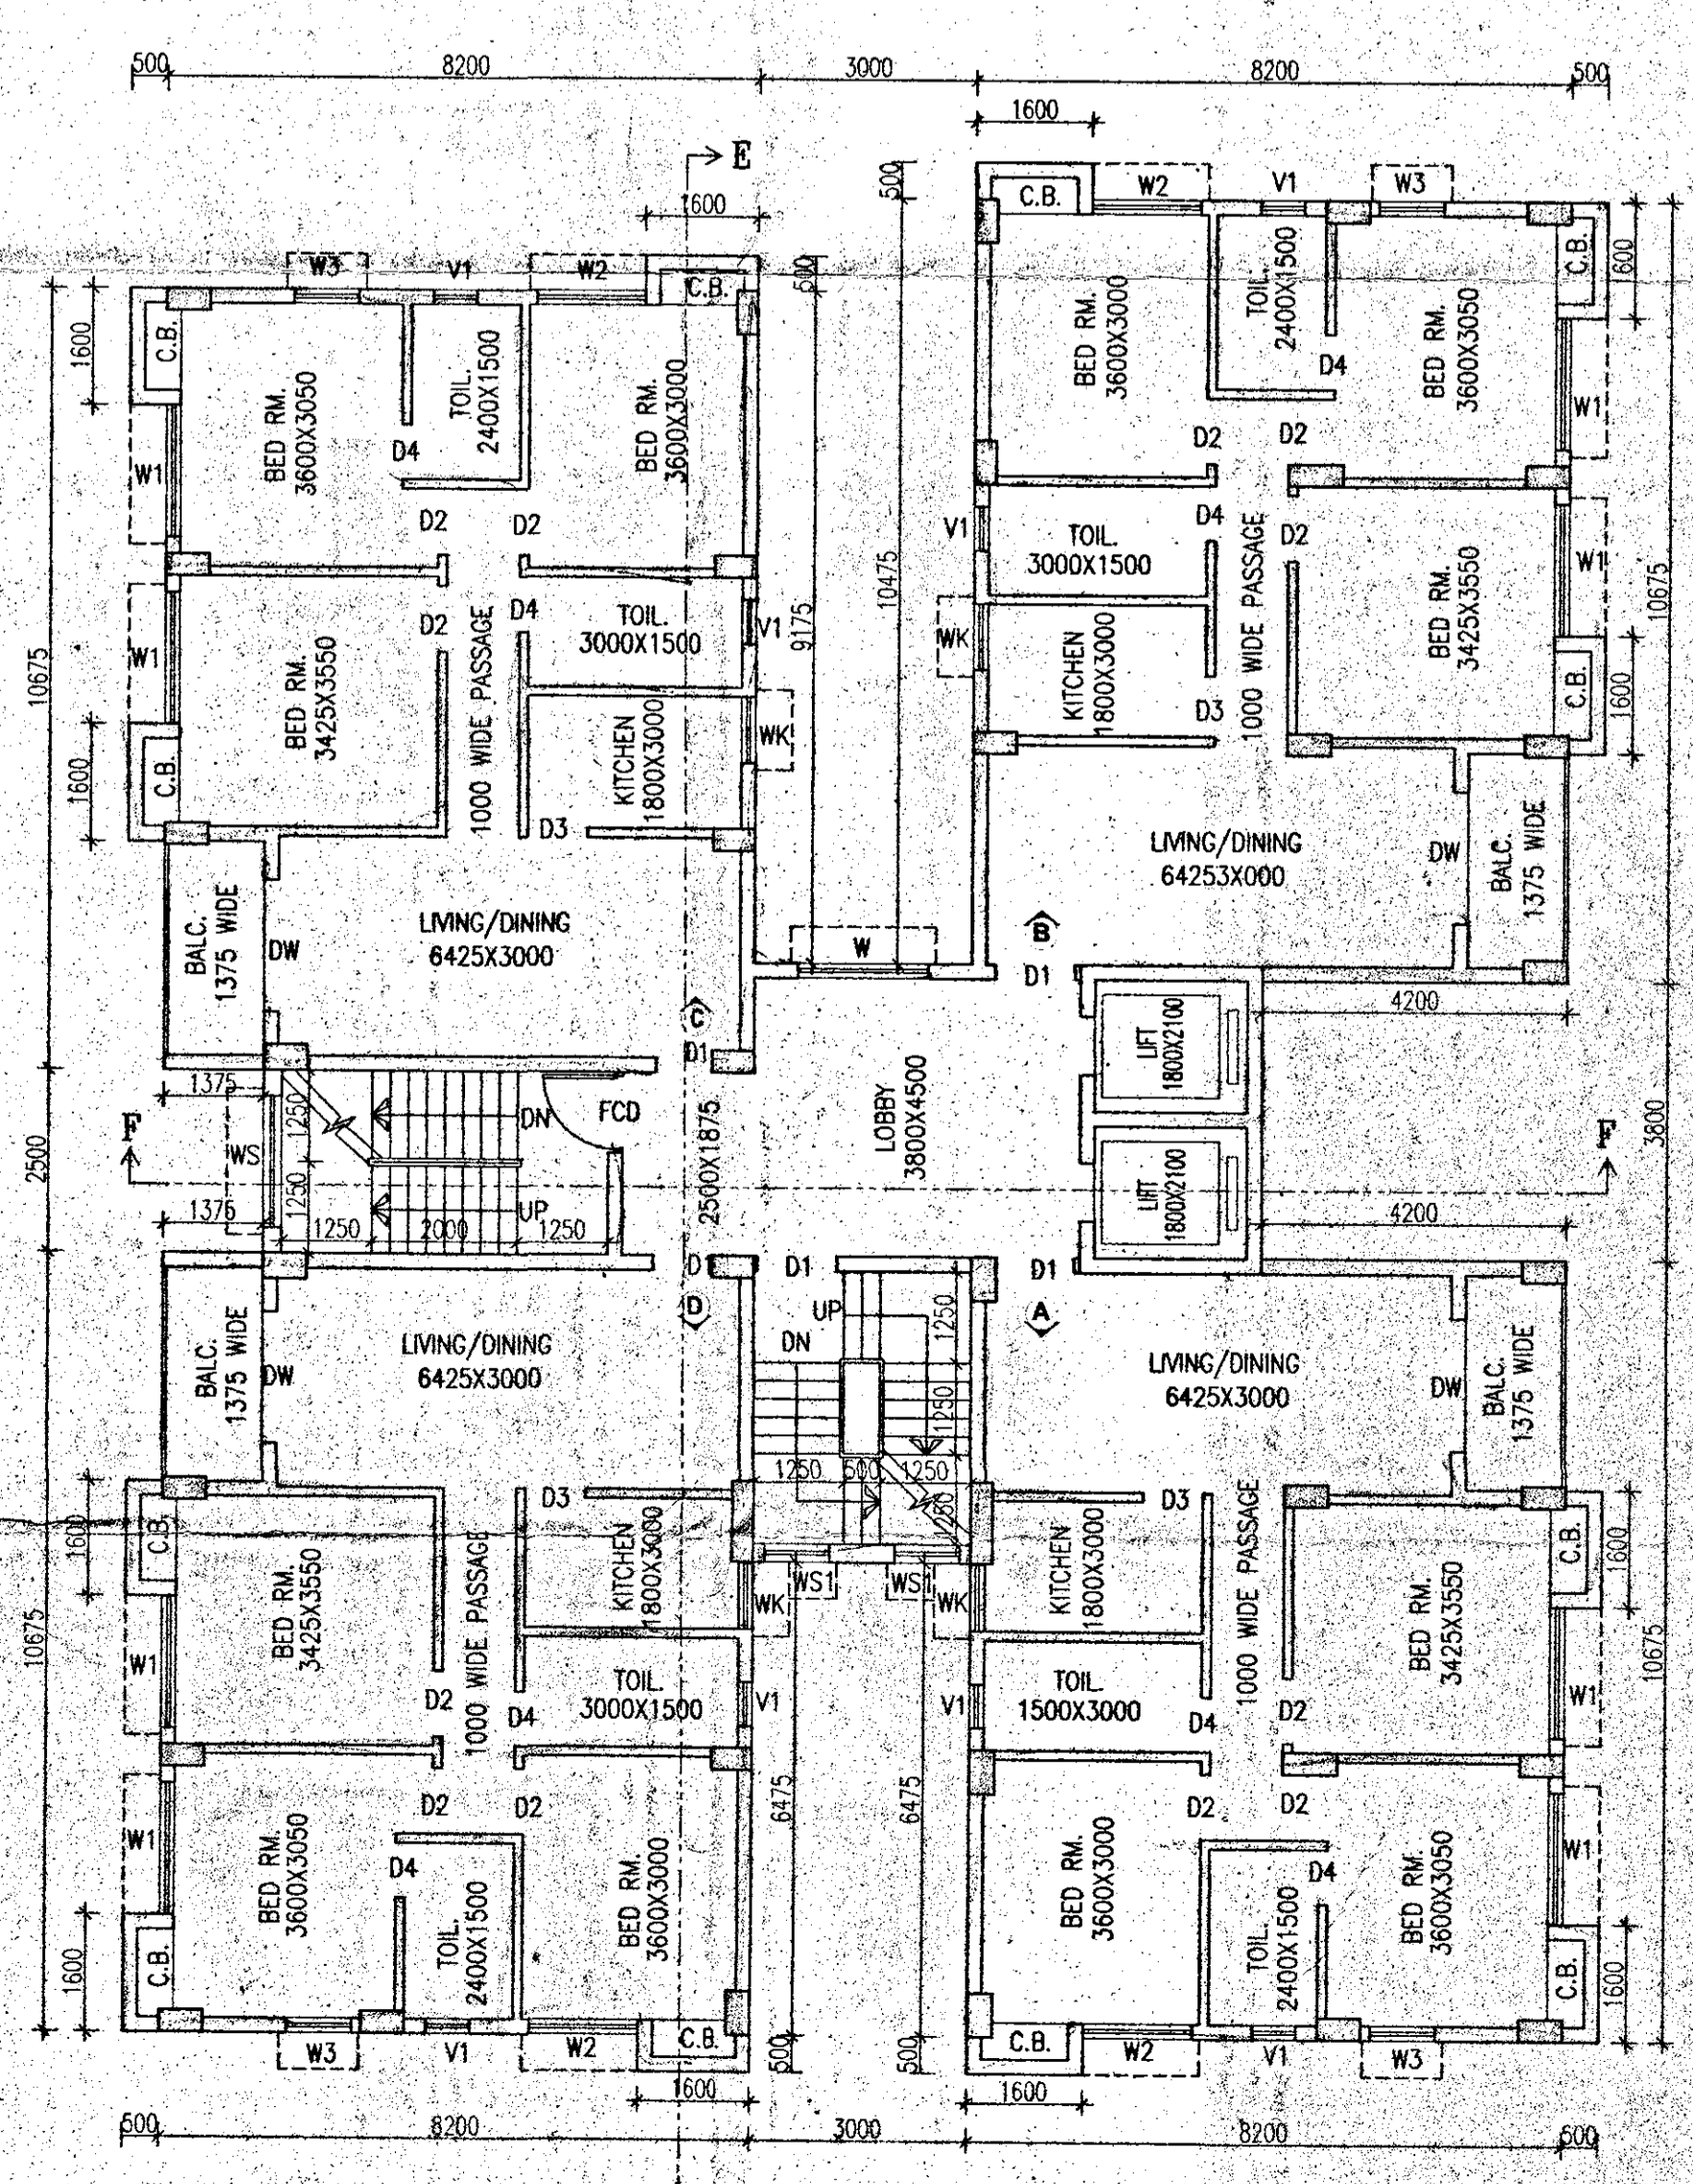 500
8200
3000
8200
500
1600
E
1600
500
C.B.
W2
V1
W3
C.B.
1600
BED RM.
3600X3000
TOIL.
2400X1500
BED RM.
3600X3050
D4
W1
D2
D2
W3
V1
W2
C.B.
500
C.B.
1600
BED RM.
3600X3050
TOIL.
2400X1500
BED RM.
3600X3000
D4
W1
D2
D2
V1
TOIL.
3000X1500
D4
D2
1000 WIDE PASSAGE
BED RM.
3425X3550
W1
10675
10475
9175
WK
KITCHEN
1800X3000
D3
C.B.
1600
W1
BED RM.
3425X3550
D2
D4
1000 WIDE PASSAGE
TOIL.
3000X1500
V1
10675
KITCHEN
1800X3000
WK
1600
C.B.
D3
LIVING/DINING
64253X000
DW
BALC.
1375 WIDE
B
D1
BALC.
1375 WIDE
DW
LIVING/DINING
6425X3000
W
C
D1
4200
LIFT
1800X2100
1375
1250
DN
FCD
2500X1875
LOBBY
3800X4500
F
WS
2500
F
3800
LIFT
1800X2100
1375
1250
UP
1250
2000
1250
4200
D1
D1
D1
D
A
UP
DN
1250
BALC.
1375 WIDE
DW
LIVING/DINING
6425X3000
LIVING/DINING
6425X3000
DW
BALC.
1375 WIDE
1250
1250
500
1250
1250
D3
D3
1600
C.B.
BED RM.
3425X3550
1000 WIDE PASSAGE
KITCHEN
1800X3000
WK
WS1
WS
WK
KITCHEN
1800X3000
1000 WIDE PASSAGE
BED RM.
3425X3550
C.B.
1600
10675
W1
D2
D4
TOIL.
3000X1500
V1
V1
TOIL.
1500X3000
D4
D2
W1
10675
6475
6475
D2
D2
D2
D2
W1
BED RM.
3600X3050
D4
TOIL.
2400X1500
BED RM.
3600X3000
BED RM.
3600X3000
TOIL.
2400X1500
D4
BED RM.
3600X3050
W1
1600
C.B.
C.B.
1600
W3
V1
W2
C.B.
500
500
C.B.
W2
V1
W3
1600
1600
500
8200
3000
8200
500